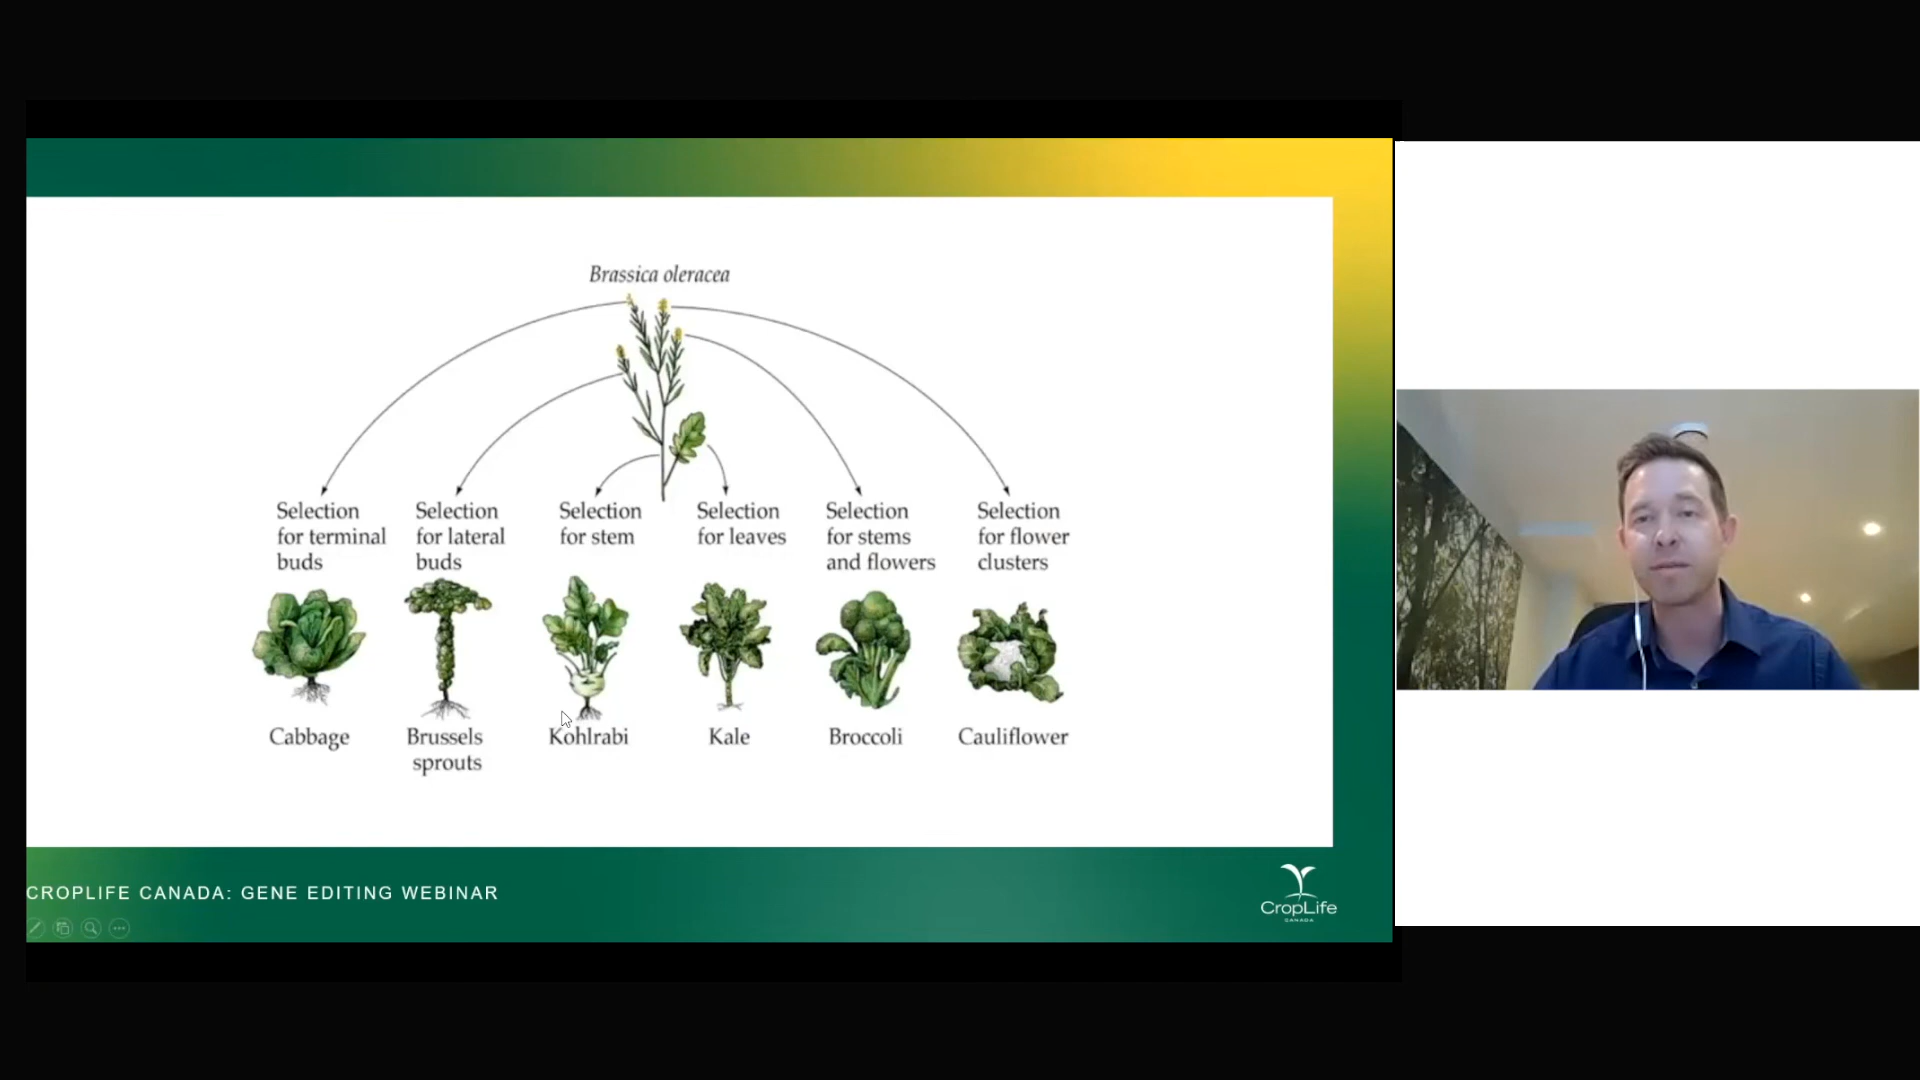 Brassica oleracea
Selection
for terminal
buds
Selection
for lateral
buds
Selection
for stem
Selection
for leaves
Selection
for stems
and flowers
Selection
for flower
clusters
Cabbage
Brussels
sprouts
Kohlrabi
Kale
Broccoli
Cauliflower
CROPLIFE CANADA: GENE EDITING WEBINAR
CropLife
CANADA